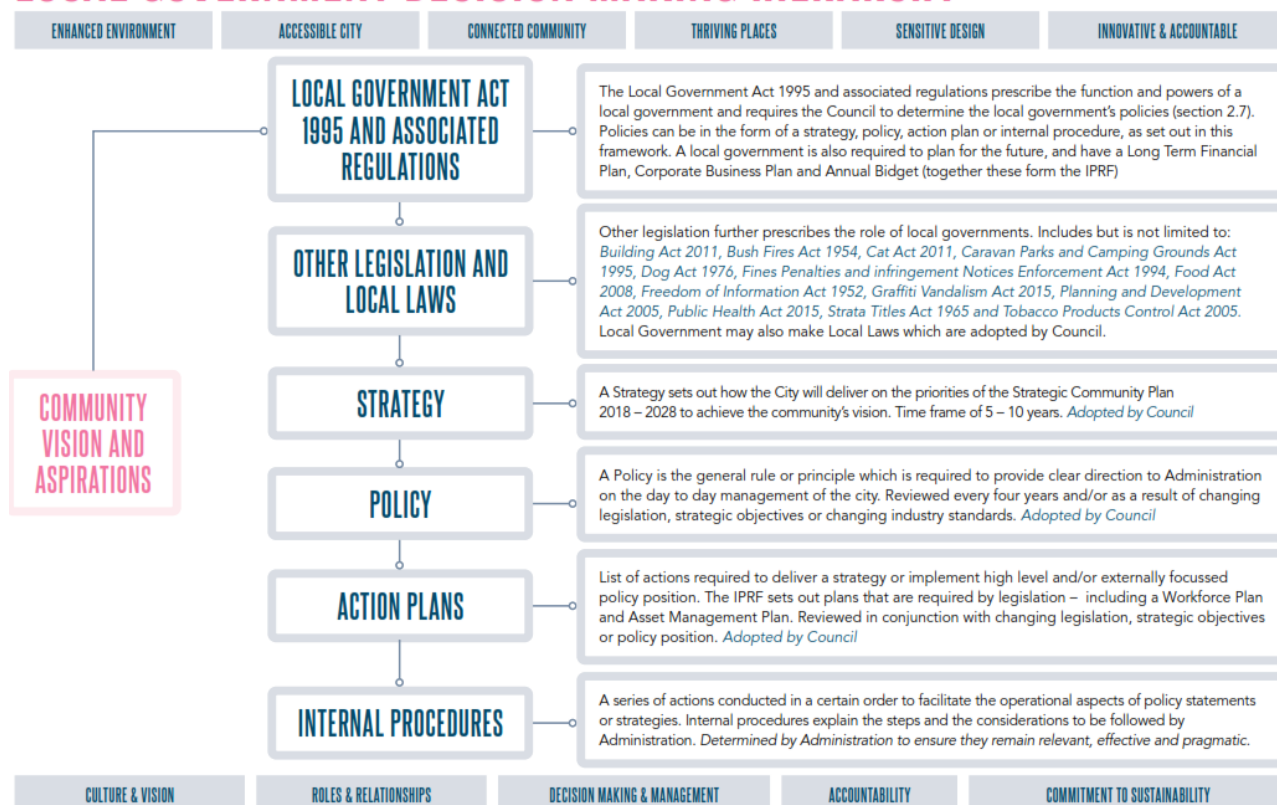 LOCAL GOVERNMENT DECISION MAKING HIERARCHY
ENHANCED ENVIRONMENT
ACCESSIBLE CITY
CONNECTED COMMUNITY
THRIVING PLACES
SENSITIVE DESIGN
INNOVATIVE & ACCOUNTABLE
LOCAL GOVERNMENT ACT
1995 AND ASSOCIATED
REGULATIONS
The Local Government Act 1995 and associated regulations prescribe the function and powers of a
local government and requires the Council to determine the local government's policies (section 2.7).
Policies can be in the form of a strategy, policy, action plan or internal procedure, as set out in this
framework. A local government is also required to plan for the future, and have a Long Term Financial
Plan, Corporate Business Plan and Annual Budget (together these form the IPRF)
OTHER LEGISLATION AND
LOCAL LAWS
Other legislation further prescribes the role of local governments. Includes but is not limited to:
Building Act 2011, Bush Fires Act 1954, Cat Act 2011, Caravan Parks and Camping Grounds Act
1995, Dog Act 1976, Fines Penalties and infringement Notices Enforcement Act 1994, Food Act
2008, Freedom of Information Act 1952, Graffiti Vandalism Act 2015, Planning and Development
Act 2005, Public Health Act 2015, Strata Titles Act 1965 and Tobacco Products Control Act 2005.
Local Government may also make Local Laws which are adopted by Council.
COMMUNITY
VISION AND
ASPIRATIONS
STRATEGY
A Strategy sets out how the City will deliver on the priorities of the Strategic Community Plan
2018 – 2028 to achieve the community's vision. Time frame of 5 – 10 years. Adopted by Council
POLICY
A Policy is the general rule or principle which is required to provide clear direction to Administration
on the day to day management of the city. Reviewed every four years and/or as a result of changing
legislation, strategic objectives or changing industry standards. Adopted by Council
ACTION PLANS
List of actions required to deliver a strategy or implement high level and/or externally focussed
policy position. The IPRF sets out plans that are required by legislation – including a Workforce Plan
and Asset Management Plan. Reviewed in conjunction with changing legislation, strategic objectives
or policy position. Adopted by Council
INTERNAL PROCEDURES
A series of actions conducted in a certain order to facilitate the operational aspects of policy statements
or strategies. Internal procedures explain the steps and the considerations to be followed by
Administration. Determined by Administration to ensure they remain relevant, effective and pragmatic.
CULTURE & VISION
ROLES & RELATIONSHIPS
DECISION MAKING & MANAGEMENT
ACCOUNTABILITY
COMMITMENT TO SUSTAINABILITY